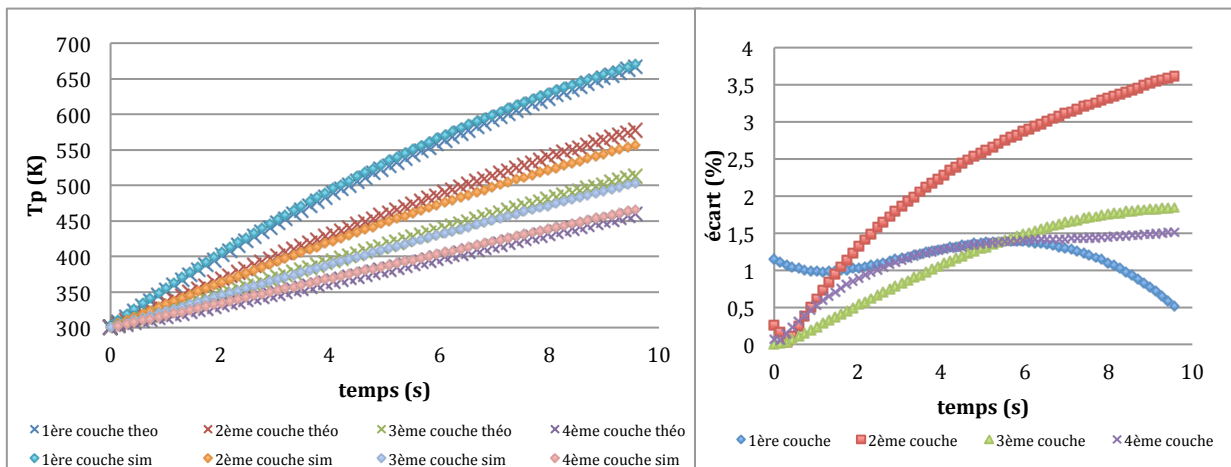 700
650
600
550
500
450
400
350
300
Tp (K)
0 2 4 6 8 10
temps (s)
1ère couche theo 2ème couche théo 3ème couche théo 4ème couche théo
1ère couche sim 2ème couche sim 3ème couche sim 4ème couche sim
4
3,5
3
2,5
2
1,5
1
0,5
0
écart (%)
0 2 4 6 8 10
temps (s)
1ère couche 2ème couche 3ème couche 4ème couche